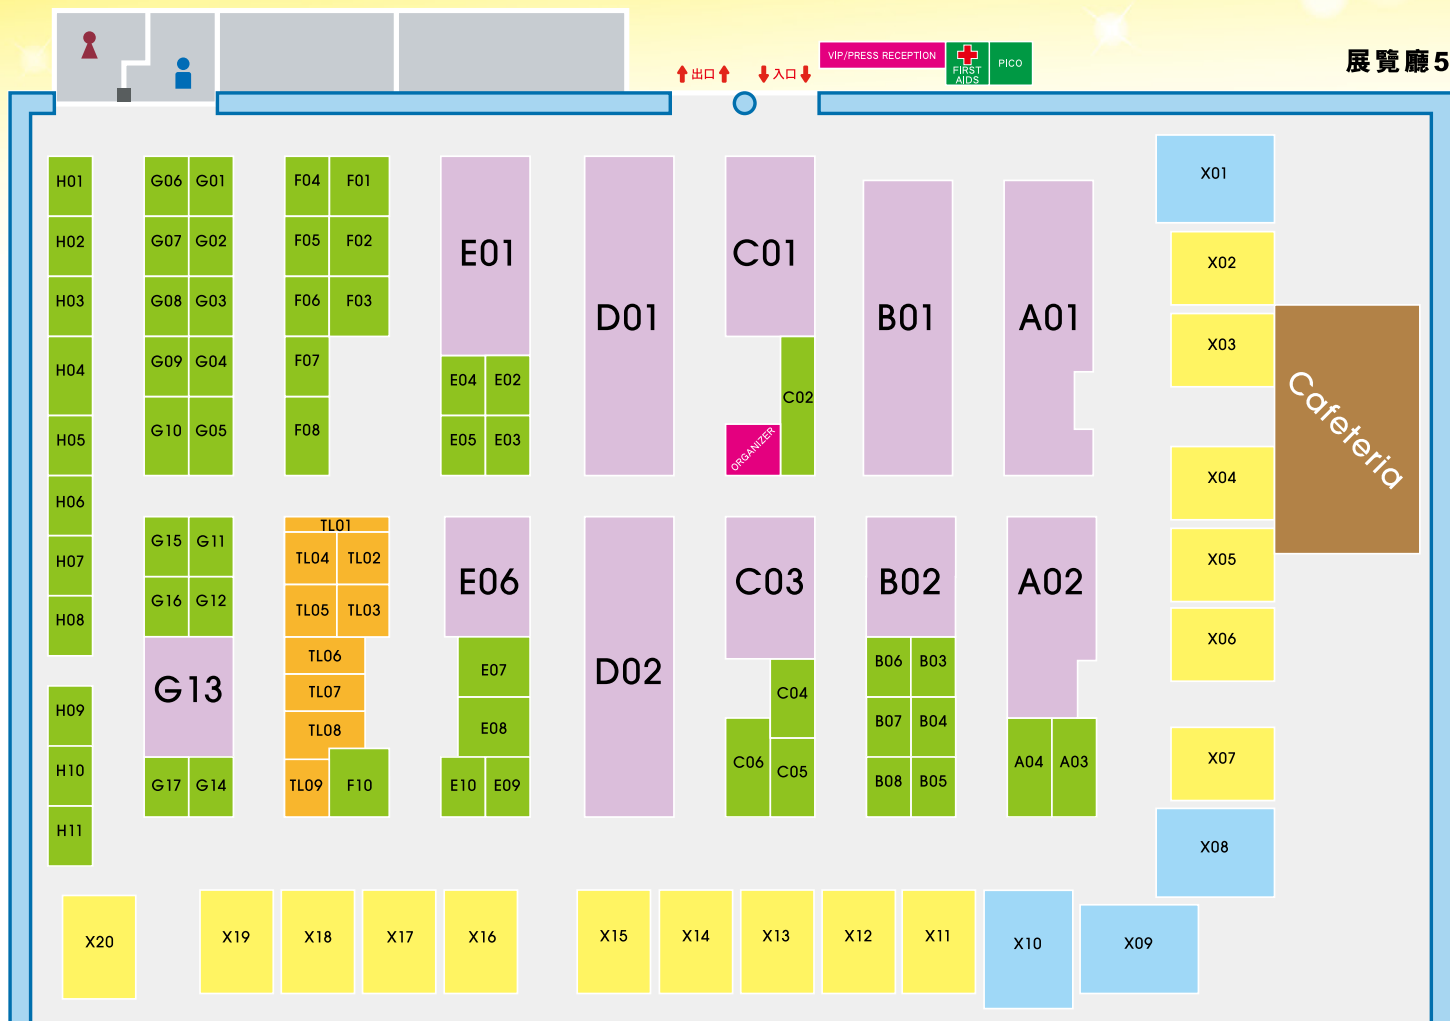 VIP/PRESS RECEPTION
FIRST
AIDS
PICO
展覽廳5
出口
入口
X01
H01
G06
G01
F04
F01
H02
G07
G02
F05
F02
E01
C01
X02
H03
G08
G03
F06
F03
D01
B01
A01
X03
H04
G09
G04
F07
E04
E02
C02
Cafeteria
H05
G10
G05
F08
E05
E03
ORGANIZER
X04
H06
TL01
G15
G11
TL04
TL02
X05
H07
E06
C03
B02
A02
G16
G12
TL05
TL03
H08
X06
TL06
E07
D02
B06
B03
G13
TL07
C04
H09
TL08
E08
B07
B04
X07
C06
A04
A03
H10
C05
G17
G14
TL09
F10
E10
E09
B08
B05
H11
X08
X20
X19
X18
X17
X16
X15
X14
X13
X12
X11
X10
X09